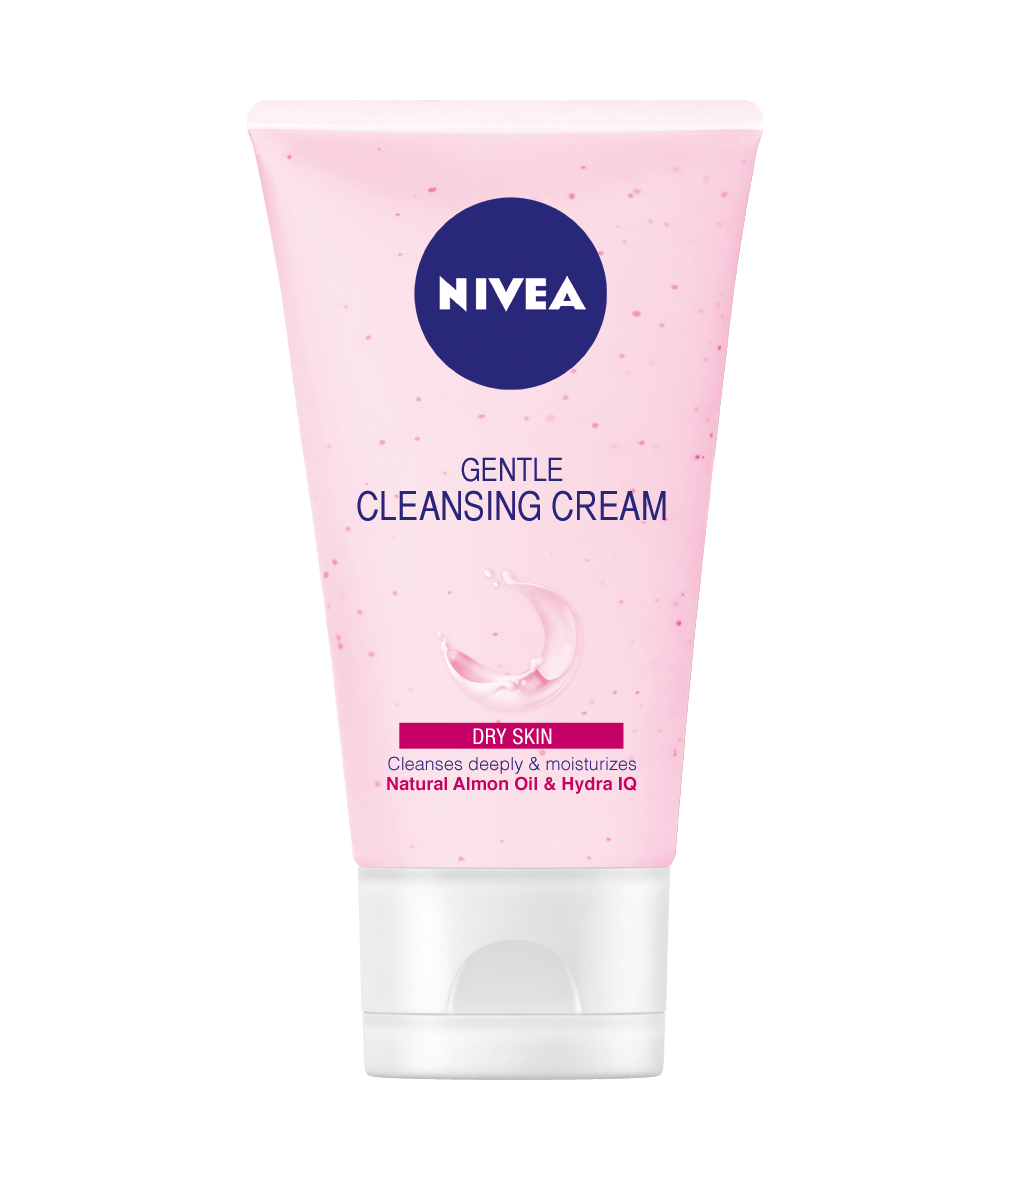 NIVEA
GENTLE
CLEANSING CREAM
DRY SKIN
Cleanses deeply & moisturizes
Natural Almon Oil & Hydra IQ